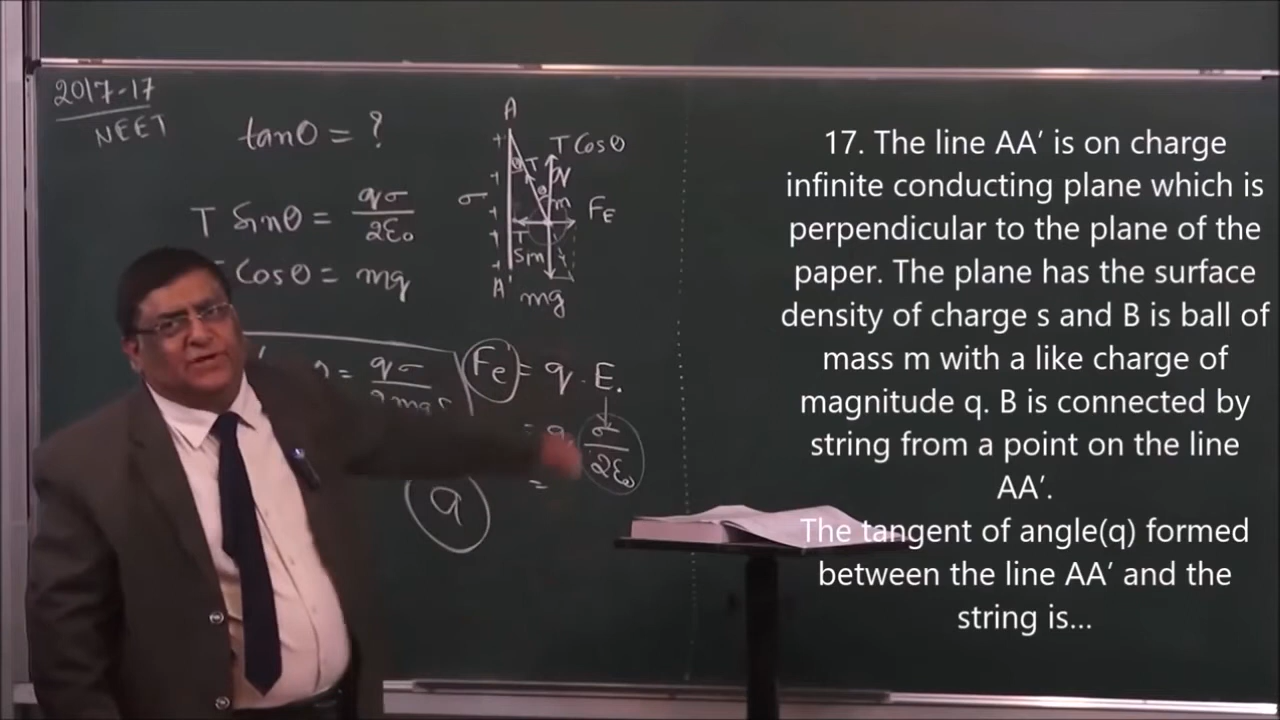 2017-17
NEET
tanθ = ?
T Sinθ = qσ/2ε₀
Cosθ = mg
A
T Cosθ
θ T
θ
q
m
σ
FE
T
Sin
A'
mg
= qσ/2mg
Fe = q . E.
= q σ/2ε₀
=
q
17. The line AA’ is on charge
infinite conducting plane which is
perpendicular to the plane of the
paper. The plane has the surface
density of charge s and B is ball of
mass m with a like charge of
magnitude q. B is connected by
string from a point on the line
AA’.
The tangent of angle(q) formed
between the line AA’ and the
string is...